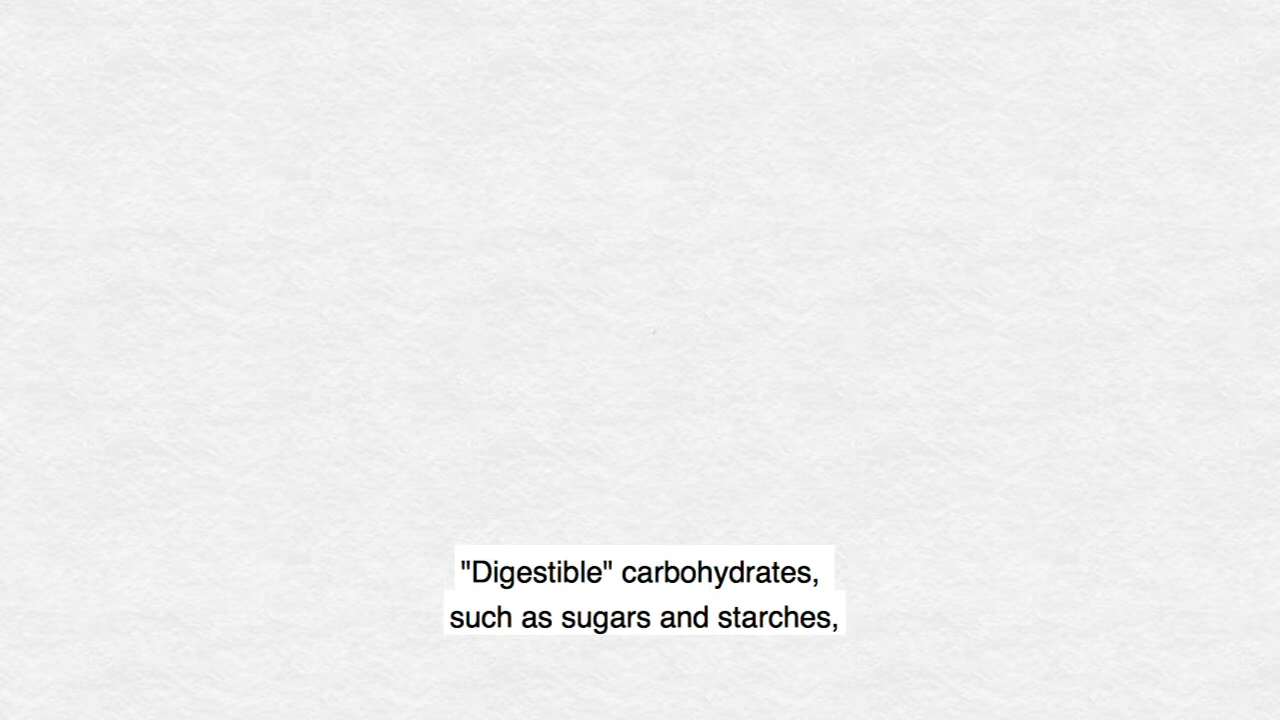 "Digestible" carbohydrates,
such as sugars and starches,